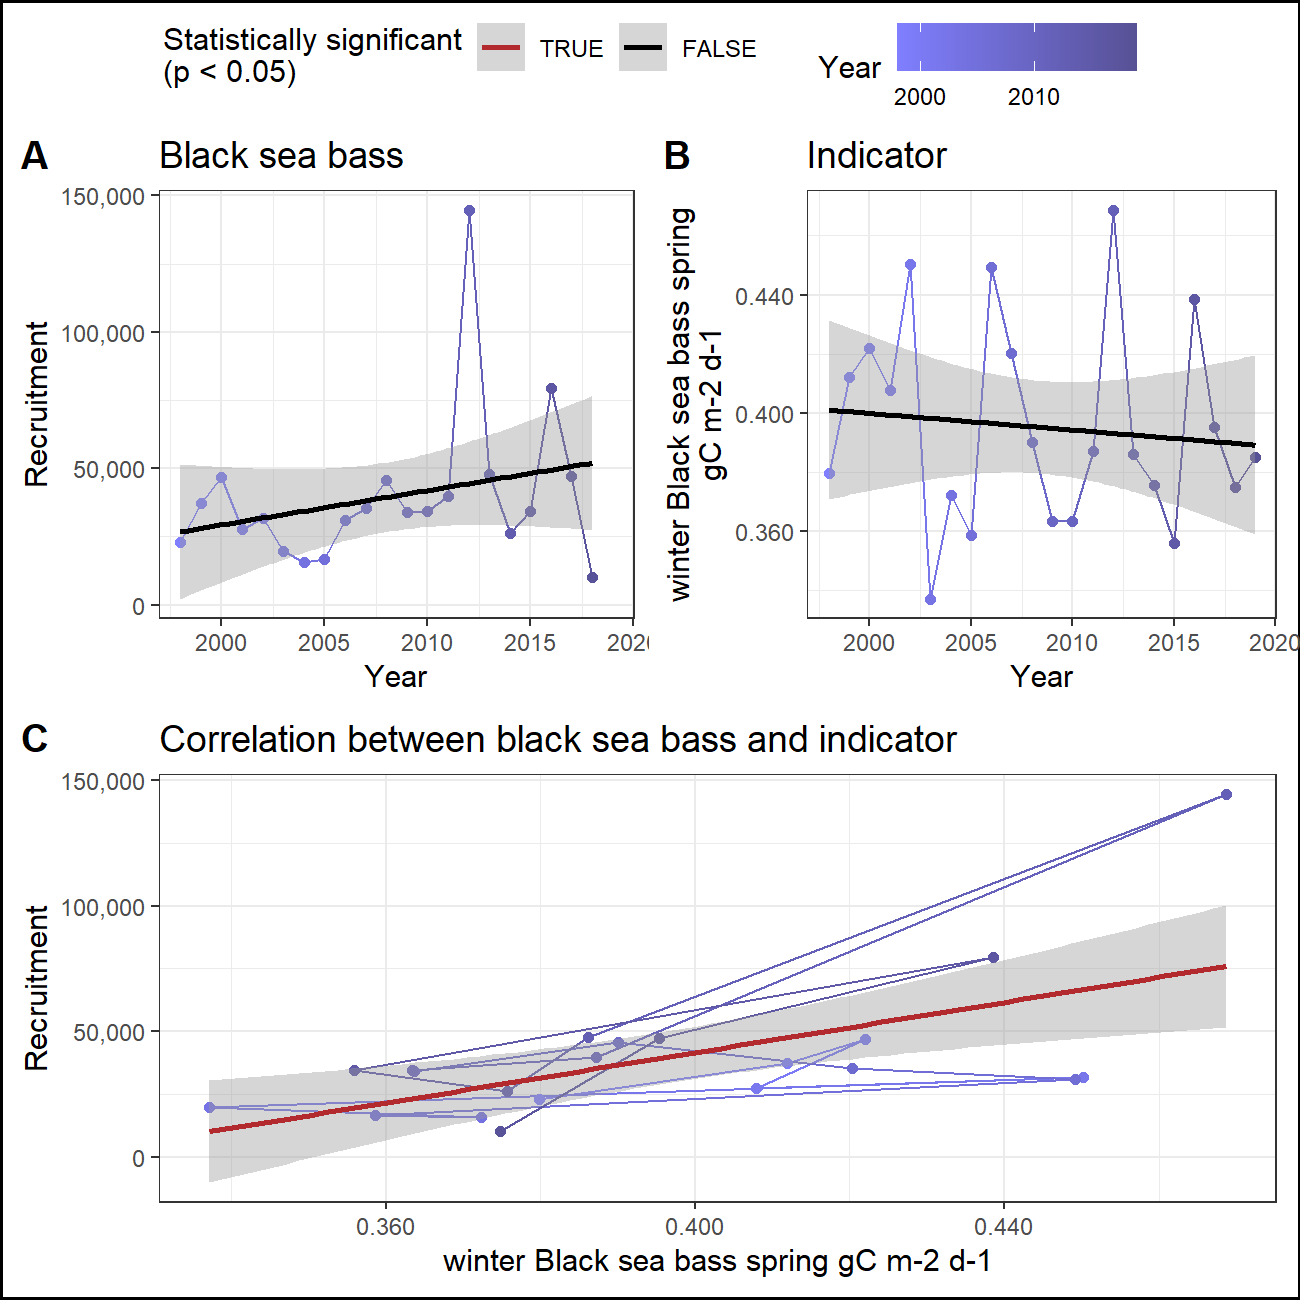 Statistically significant
(p < 0.05)
TRUE
FALSE
Year
2000
2010
A
Black sea bass
Recruitment
150,000
100,000
50,000
0
2000
2005
2010
2015
202
Year
B
Indicator
winter Black sea bass spring
gC m-2 d-1
0.440
0.400
0.360
2000
2005
2010
2015
2020
Year
C
Correlation between black sea bass and indicator
Recruitment
150,000
100,000
50,000
0
0.360
0.400
0.440
winter Black sea bass spring gC m-2 d-1